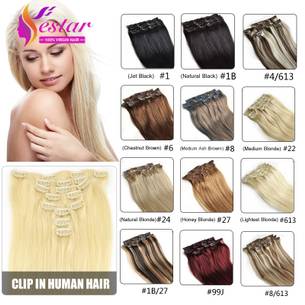 estar
100% VIRGIN HAIR
(Jet Black) #1
(Natural Black) #1B
#4/613
(Chestnut Brown) #6
(Medium Ash Brown) #8
(Medium Blonde) #22
(Natural Blonde) #24
(Honey Blonde) #27
(Lightest Blonde) #613
CLIP IN HUMAN HAIR
#1B/27
#99J
#8/613